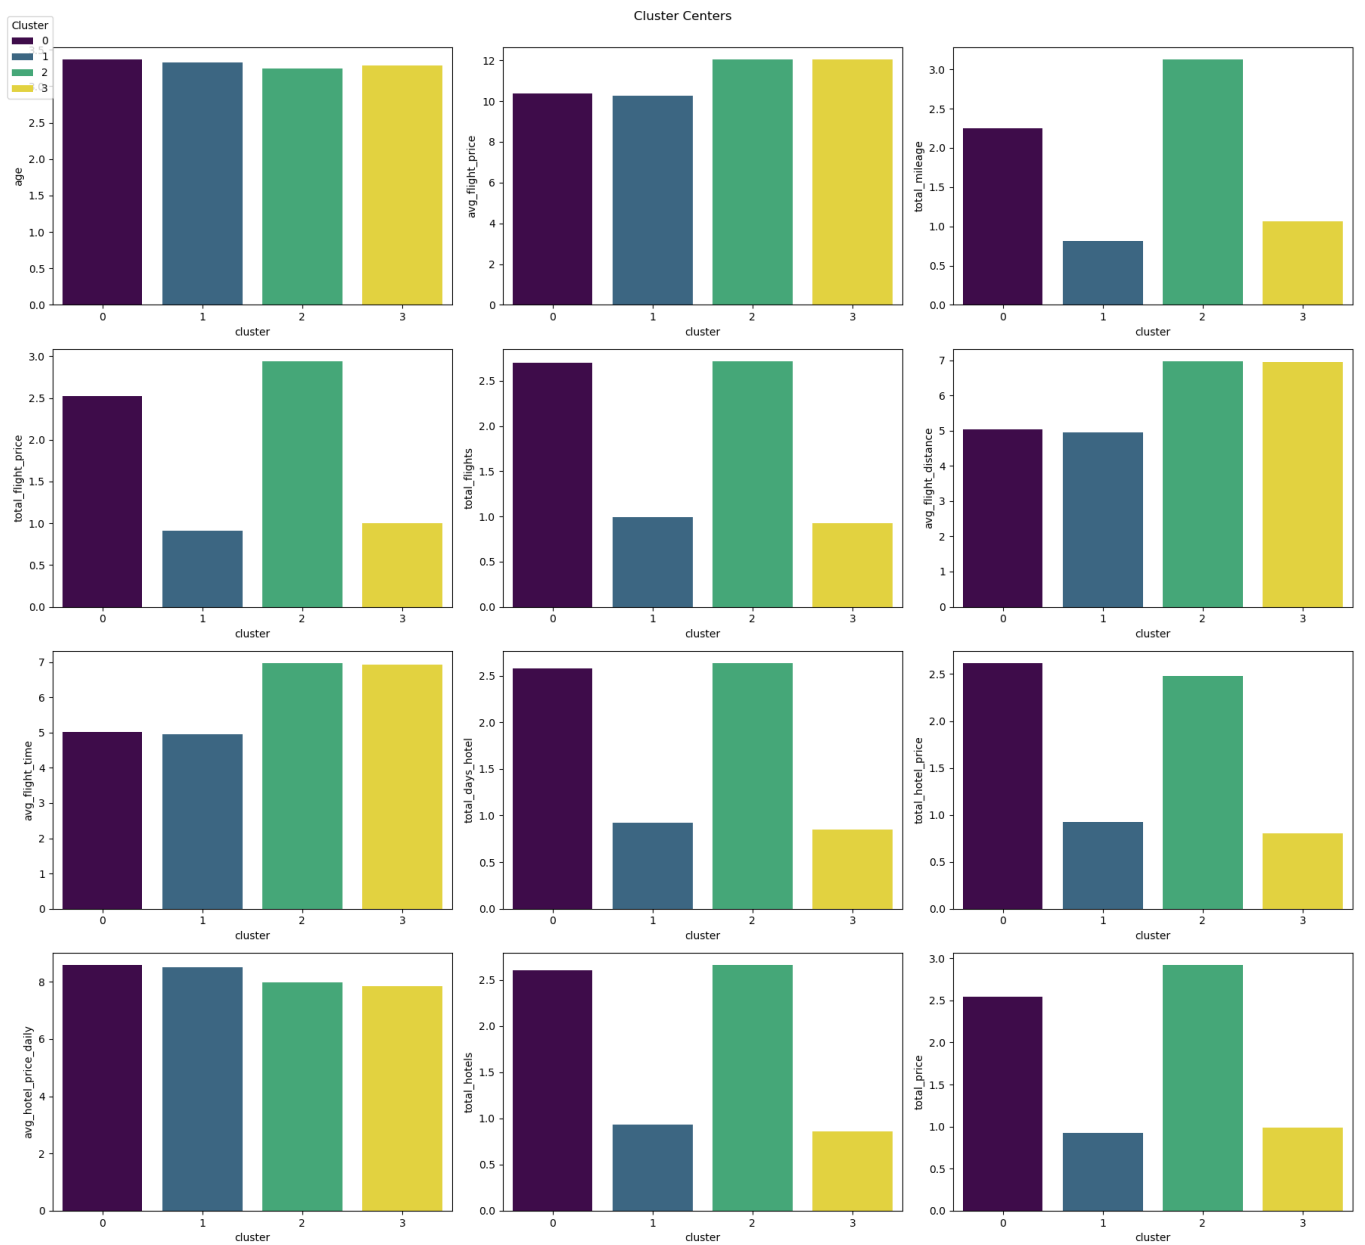 Cluster Centers
Cluster
0
1
2
3
2.5
2.0
1.5
1.0
0.5
0.0
age
0 1 2 3
cluster
12
10
8
6
4
2
0
avg_flight_price
0 1 2 3
cluster
3.0
2.5
2.0
1.5
1.0
0.5
0.0
total_mileage
0 1 2 3
cluster
3.0
2.5
2.0
1.5
1.0
0.5
0.0
total_flight_price
0 1 2 3
cluster
2.5
2.0
1.5
1.0
0.5
0.0
total_flights
0 1 2 3
cluster
7
6
5
4
3
2
1
0
avg_flight_distance
0 1 2 3
cluster
7
6
5
4
3
2
1
0
avg_flight_time
0 1 2 3
cluster
2.5
2.0
1.5
1.0
0.5
0.0
total_days_hotel
0 1 2 3
cluster
2.5
2.0
1.5
1.0
0.5
0.0
total_hotel_price
0 1 2 3
cluster
8
6
4
2
0
avg_hotel_price_daily
0 1 2 3
cluster
2.5
2.0
1.5
1.0
0.5
0.0
total_hotels
0 1 2 3
cluster
3.0
2.5
2.0
1.5
1.0
0.5
0.0
total_price
0 1 2 3
cluster